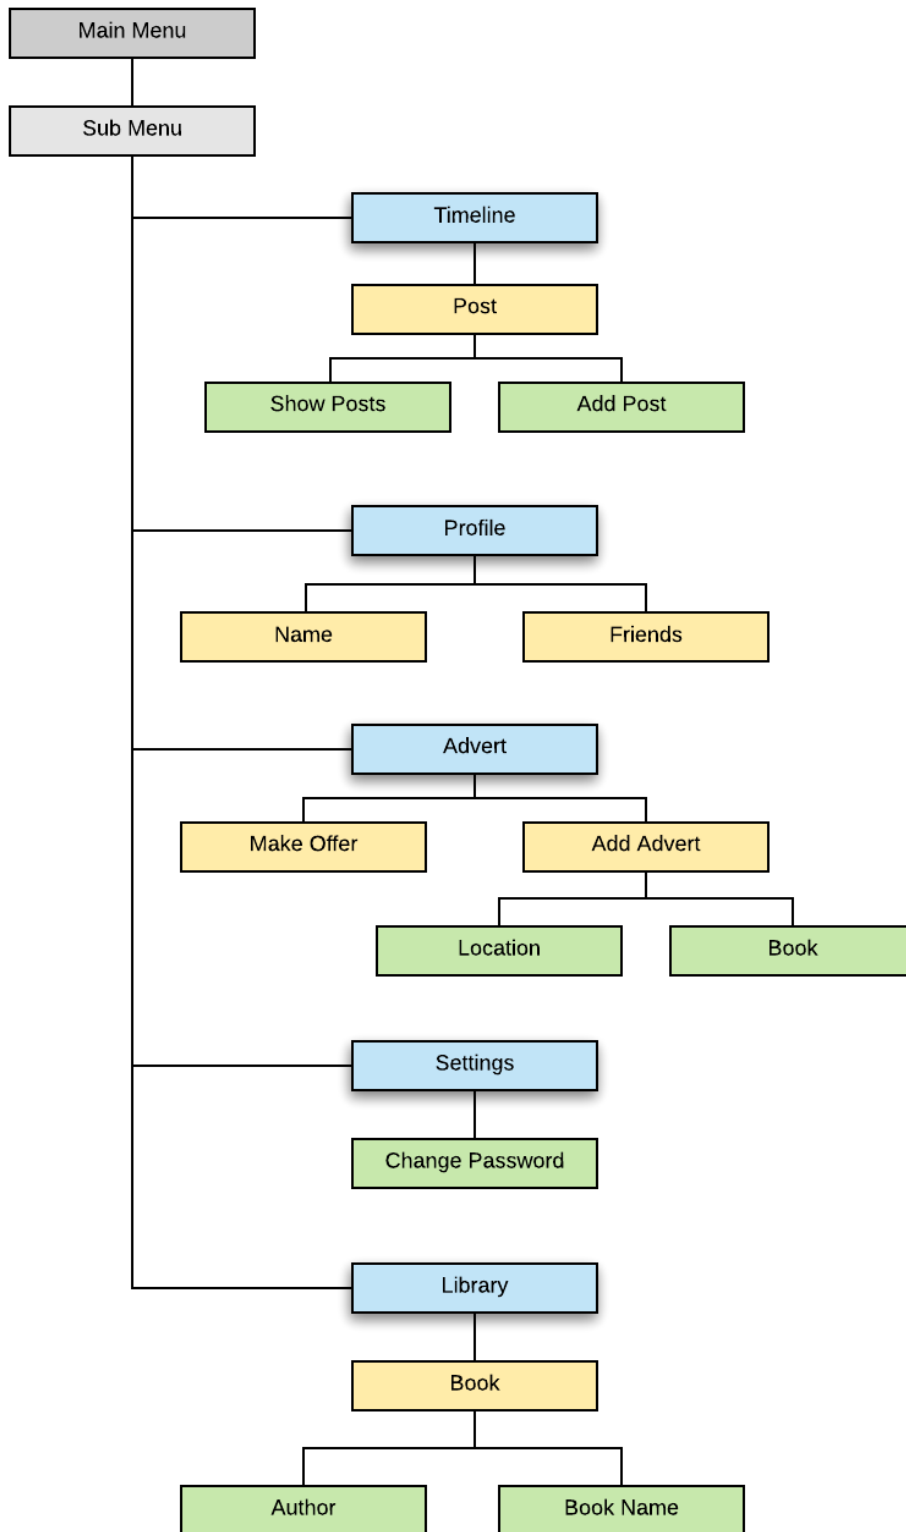 Main Menu
Sub Menu
Timeline
Post
Show Posts
Add Post
Profile
Name
Friends
Advert
Make Offer
Add Advert
Location
Book
Settings
Change Password
Library
Book
Author
Book Name